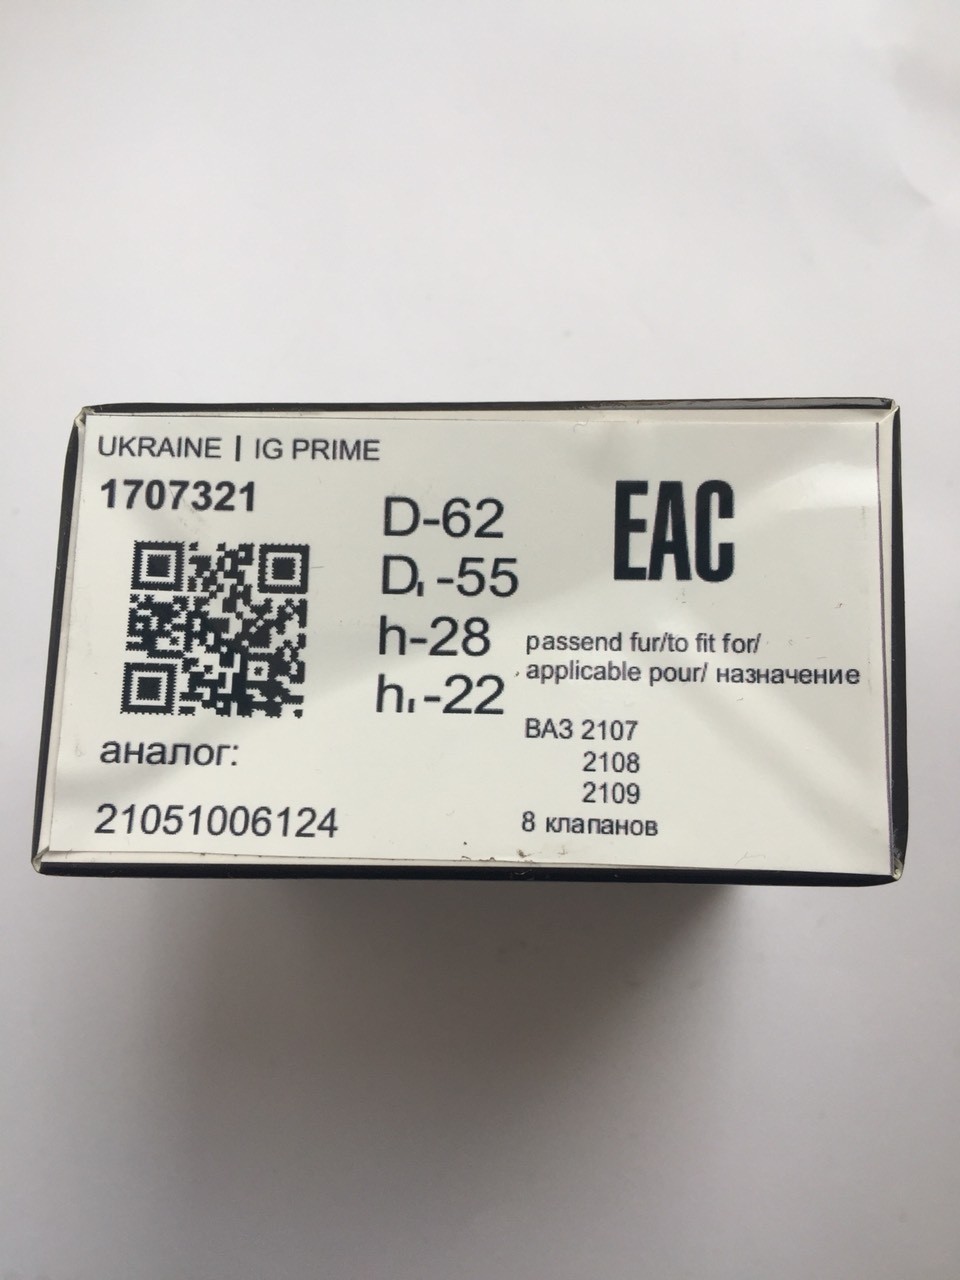 UKRAINE | IG PRIME
1707321
D-62
D₁-55
h-28
h₁-22
EAC
passend fur/to fit for/
applicable pour/ назначение
ВАЗ 2107
2108
2109
8 клапанов
аналог:
21051006124